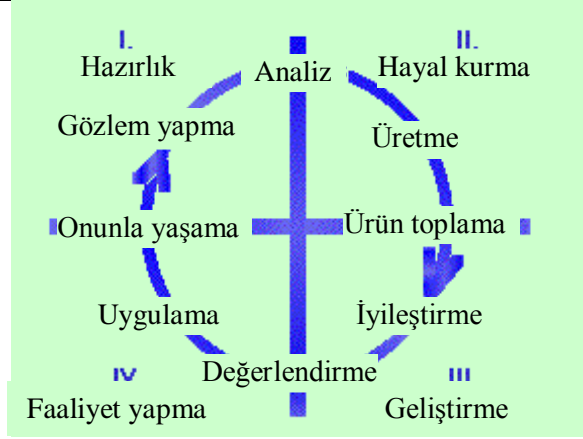 I. II.
Hazırlık Analiz Hayal kurma
Gözlem yapma Üretme
Onunla yaşama Ürün toplama
Uygulama İyileştirme
Değerlendirme
IV III
Faaliyet yapma Geliştirme